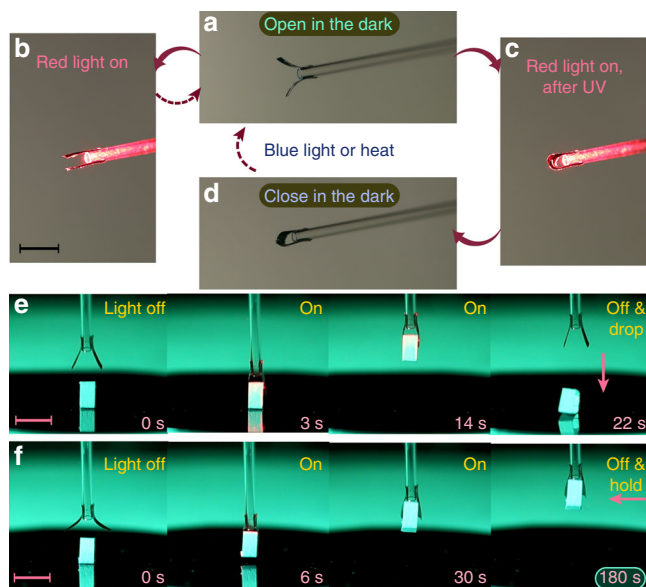 a
Open in the dark
b
Red light on
c
Red light on,
after UV
Blue light or heat
d
Close in the dark
e
Light off
0 s
On
3 s
On
14 s
Off &
drop
22 s
f
Light off
0 s
On
6 s
On
30 s
Off &
hold
180 s